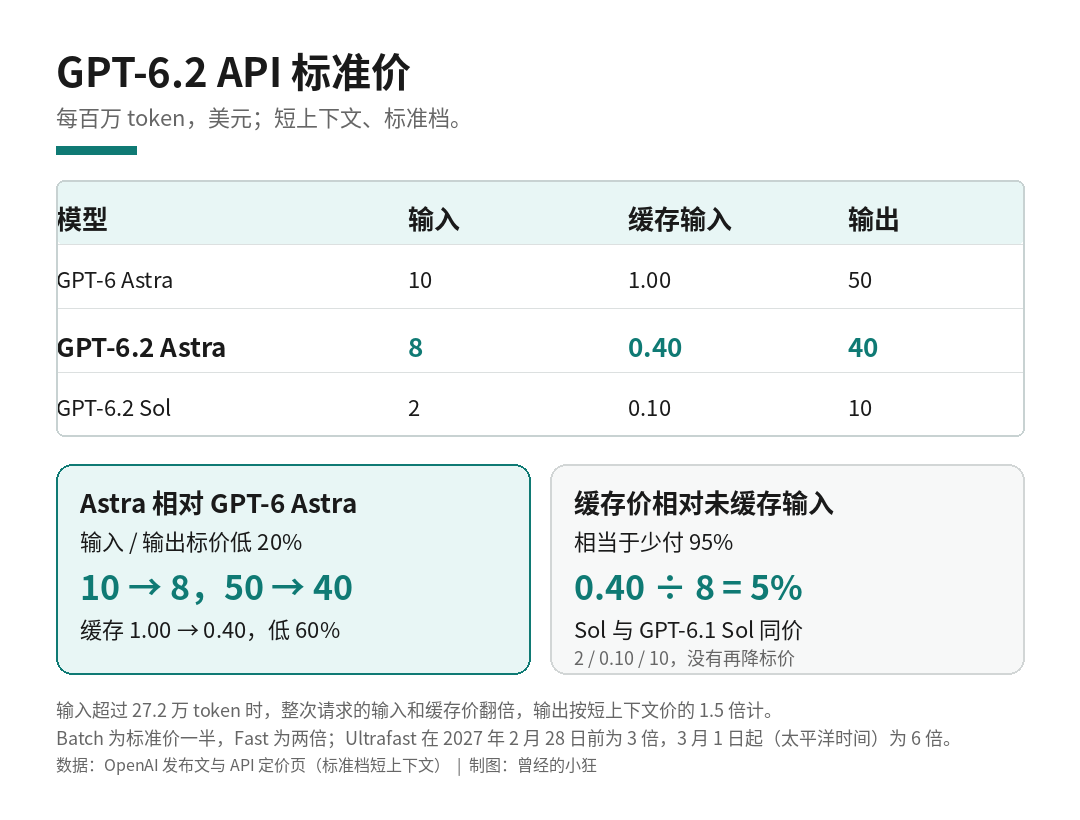 GPT-6.2 API 标准价
每百万 token，美元；短上下文、标准档。
模型 输入 缓存输入 输出
GPT-6 Astra 10 1.00 50
GPT-6.2 Astra 8 0.40 40
GPT-6.2 Sol 2 0.10 10
Astra 相对 GPT-6 Astra
输入 / 输出标价低 20%
10 → 8，50 → 40
缓存 1.00 → 0.40，低 60%
缓存价相对未缓存输入
相当于少付 95%
0.40 ÷ 8 = 5%
Sol 与 GPT-6.1 Sol 同价
2 / 0.10 / 10，没有再降标价
输入超过 27.2 万 token 时，整次请求的输入和缓存价翻倍，输出按短上下文价的 1.5 倍计。
Batch 为标准价一半，Fast 为两倍；Ultrafast 在 2027 年 2 月 28 日前为 3 倍，3 月 1 日起（太平洋时间）为 6 倍。
数据：OpenAI 发布文与 API 定价页（标准档短上下文）｜制图：曾经的小狂